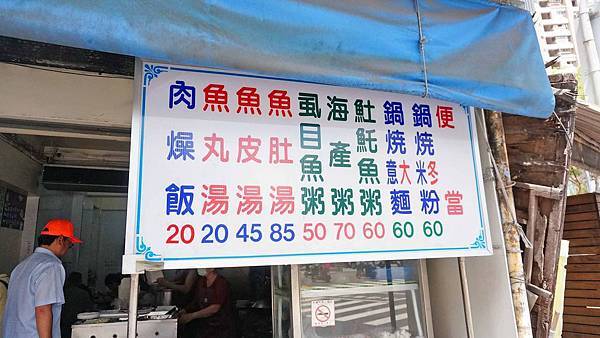 肉燥飯 20
魚丸湯 20
魚皮湯 45
魚肚湯 85
虱目魚粥 50
海產粥 70
魠魠魚粥 60
鍋燒意大麵 60
鍋燒米冬粉 60
便當